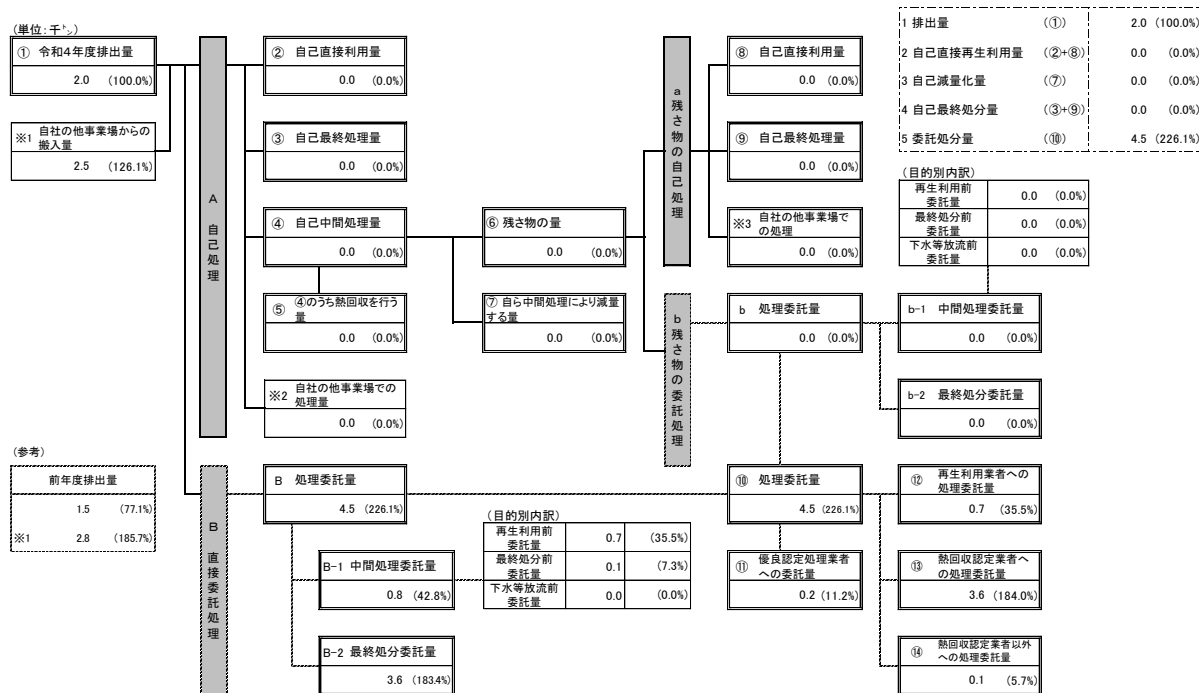 (単位：千㌧)
① 令和4年度排出量
2.0 (100.0%)
※1 自社の他事業場からの
搬入量
2.5 (126.1%)
(参考)
前年度排出量
1.5 (77.1%)
※1 2.8 (185.7%)
A 自己処理
B 直接委託処理
② 自己直接利用量
0.0 (0.0%)
③ 自己最終処理量
0.0 (0.0%)
④ 自己中間処理量
0.0 (0.0%)
⑤ ④のうち熱回収を行う
量
0.0 (0.0%)
※2 自社の他事業場での
処理量
0.0 (0.0%)
B 処理委託量
4.5 (226.1%)
B-1 中間処理委託量
0.8 (42.8%)
B-2 最終処分委託量
3.6 (183.4%)
⑥ 残さ物の量
0.0 (0.0%)
⑦ 自ら中間処理により減量
する量
0.0 (0.0%)
(目的別内訳)
再生利用前
委託量 0.7 (35.5%)
最終処分前
委託量 0.1 (7.3%)
下水等放流前
委託量 0.0 (0.0%)
a 残さ物の自己処理
b 残さ物の委託処理
⑧ 自己直接利用量
0.0 (0.0%)
⑨ 自己最終処理量
0.0 (0.0%)
※3 自社の他事業場で
の処理
0.0 (0.0%)
b 処理委託量
0.0 (0.0%)
⑩ 処理委託量
4.5 (226.1%)
⑪ 優良認定処理業者
への委託量
0.2 (11.2%)
1 排出量 (①) 2.0 (100.0%)
2 自己直接再生利用量 (②+⑧) 0.0 (0.0%)
3 自己減量化量 (⑦) 0.0 (0.0%)
4 自己最終処分量 (③+⑨) 0.0 (0.0%)
5 委託処分量 (⑩) 4.5 (226.1%)
(目的別内訳)
再生利用前
委託量 0.0 (0.0%)
最終処分前
委託量 0.0 (0.0%)
下水等放流前
委託量 0.0 (0.0%)
b-1 中間処理委託量
0.0 (0.0%)
b-2 最終処分委託量
0.0 (0.0%)
⑫ 再生利用業者への
処理委託量
0.7 (35.5%)
⑬ 熱回収認定業者へ
の処理委託量
3.6 (184.0%)
⑭ 熱回収認定業者以外
への処理委託量
0.1 (5.7%)